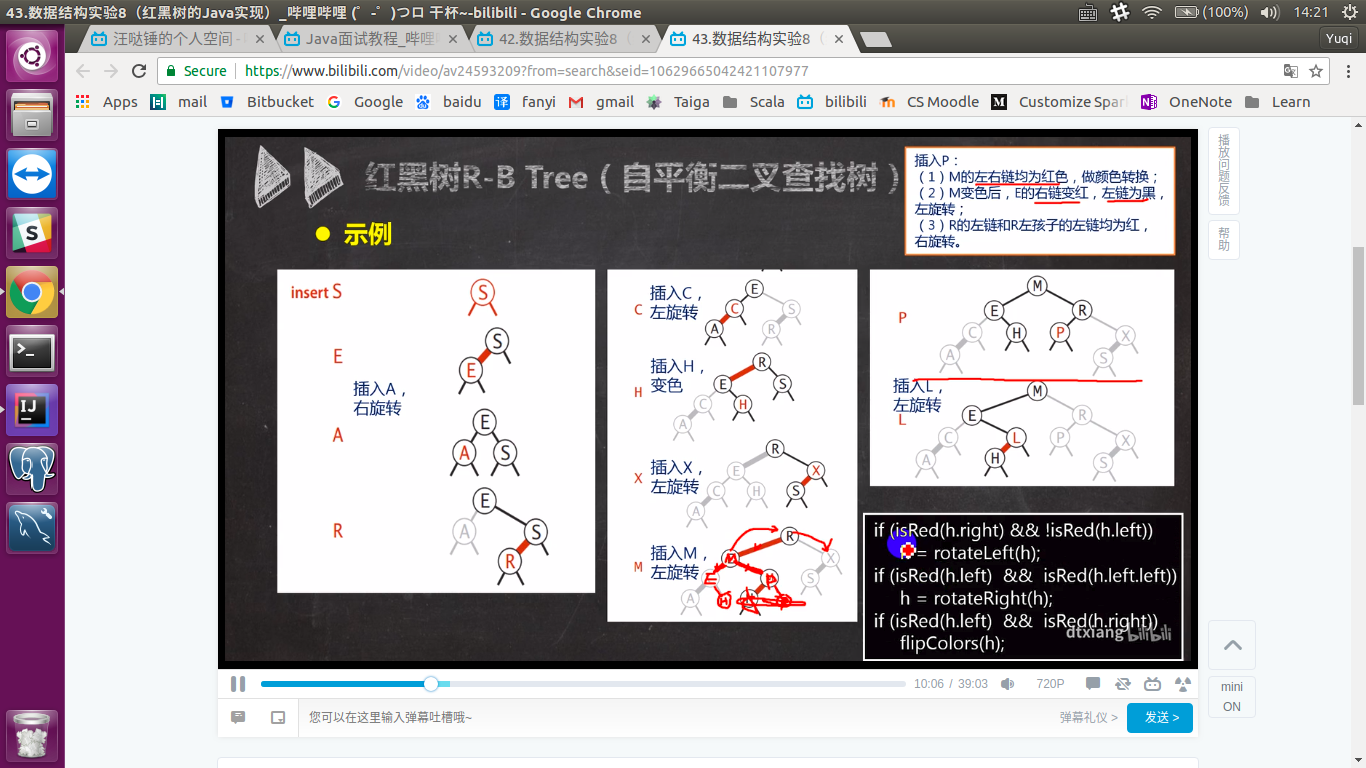 43.数据结构实验8（红黑树的Java实现）_哔哩哔哩 (゜-゜)つロ 干杯~-bilibili - Google Chrome
(100%)
14:21
汪哒锤的个人空间 -
Java面试教程_哔哩
42.数据结构实验8（
43.数据结构实验8（
Yuqi
Secure
https://www.bilibili.com/video/av24593209?from=search&seid=10629665042421107977
Apps
mail
Bitbucket
Google
baidu
fanyi
gmail
Taiga
Scala
bilibili
CS Moodle
Customize Spar
OneNote
Learn
红黑树R-B Tree（自平衡二叉查找树）
示例
插入P：
（1）M的左右链均为红色，做颜色转换；
（2）M变色后，E的右链变红，左链为黑，
左旋转；
（3）R的左链和R左孩子的左链均为红，
右旋转。
insert S
S
E
S
E
插入A，
右旋转
A
E
A
S
R
E
A
S
R
C
插入C，
左旋转
E
C
S
A
R
H
插入H，
变色
R
E
S
C
H
A
X
插入X，
左旋转
R
E
X
C
H
S
A
M
插入M，
左旋转
R
M
X
E
P
S
A
H
P
M
E
R
C
H
P
X
A
S
插入L，
左旋转
L
M
E
R
C
L
P
X
A
H
S
if (isRed(h.right) && !isRed(h.left))
= rotateLeft(h);
if (isRed(h.left) && isRed(h.left.left))
h = rotateRight(h);
if (isRed(h.left) && isRed(h.right))
flipColors(h);
dtxiang bilibili
10:06 / 39:03
720P
您可以在这里输入弹幕吐槽哦~
弹幕礼仪 >
发送 >
播放问题反馈
帮助
mini
ON